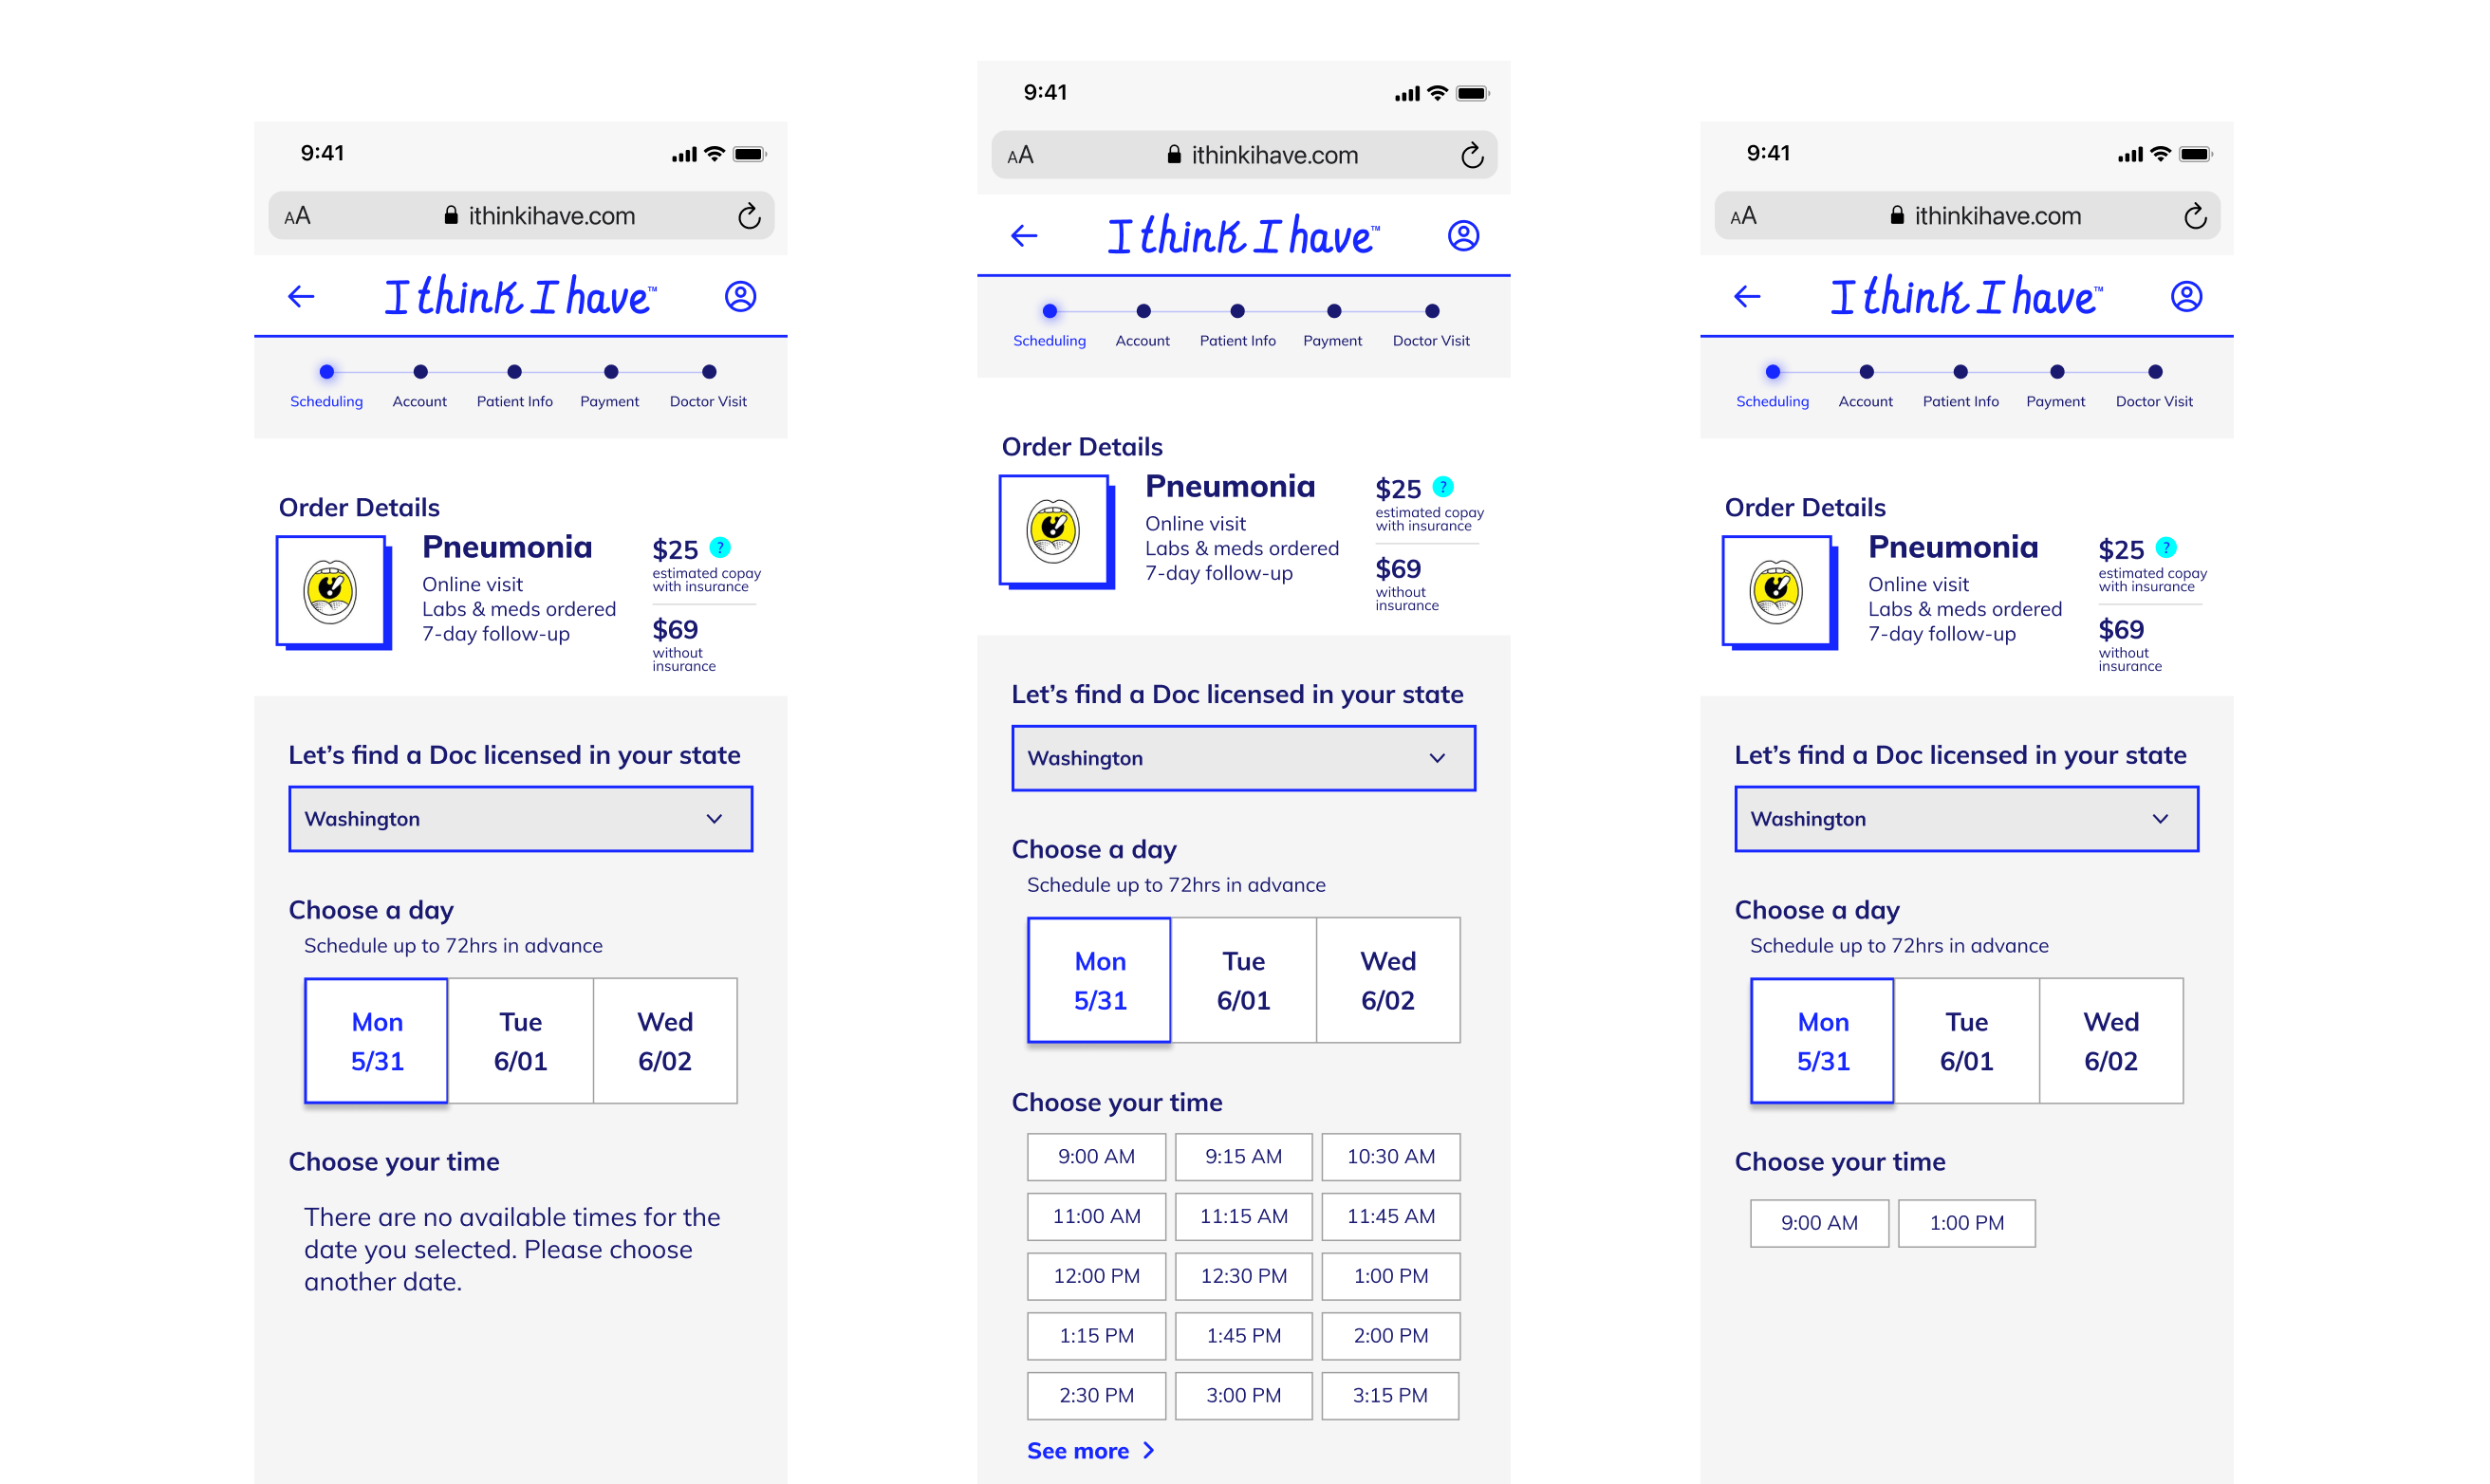 9:41
AA ithinkihave.com
I think I have™
Scheduling Account Patient Info Payment Doctor Visit
Order Details
Pneumonia
Online visit
Labs & meds ordered
7-day follow-up
$25 ?
estimated copay
with insurance
$69
without
insurance
Let's find a Doc licensed in your state
Washington
Choose a day
Schedule up to 72hrs in advance
Mon Tue Wed
5/31 6/01 6/02
Choose your time
There are no available times for the
date you selected. Please choose
another date.
9:41
AA ithinkihave.com
I think I have™
Scheduling Account Patient Info Payment Doctor Visit
Order Details
Pneumonia
Online visit
Labs & meds ordered
7-day follow-up
$25 ?
estimated copay
with insurance
$69
without
insurance
Let's find a Doc licensed in your state
Washington
Choose a day
Schedule up to 72hrs in advance
Mon Tue Wed
5/31 6/01 6/02
Choose your time
9:00 AM 9:15 AM 10:30 AM
11:00 AM 11:15 AM 11:45 AM
12:00 PM 12:30 PM 1:00 PM
1:15 PM 1:45 PM 2:00 PM
2:30 PM 3:00 PM 3:15 PM
See more
9:41
AA ithinkihave.com
I think I have™
Scheduling Account Patient Info Payment Doctor Visit
Order Details
Pneumonia
Online visit
Labs & meds ordered
7-day follow-up
$25 ?
estimated copay
with insurance
$69
without
insurance
Let's find a Doc licensed in your state
Washington
Choose a day
Schedule up to 72hrs in advance
Mon Tue Wed
5/31 6/01 6/02
Choose your time
9:00 AM 1:00 PM